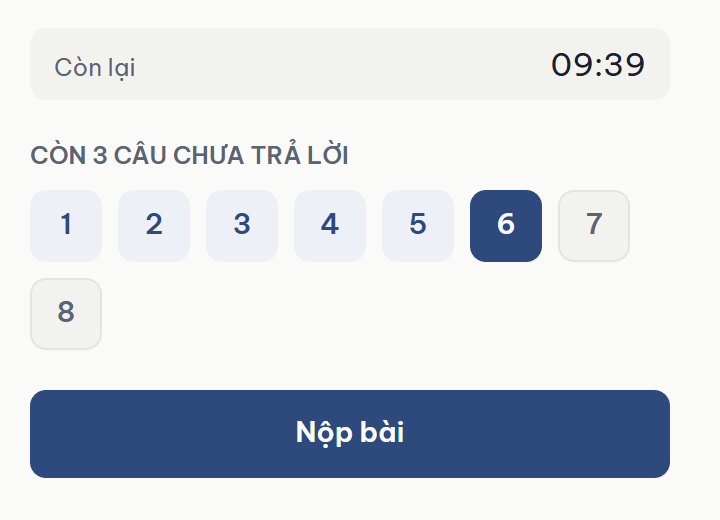 Còn lại 09:39
CÒN 3 CÂU CHƯA TRẢ LỜI
1 2 3 4 5 6 7
8
Nộp bài